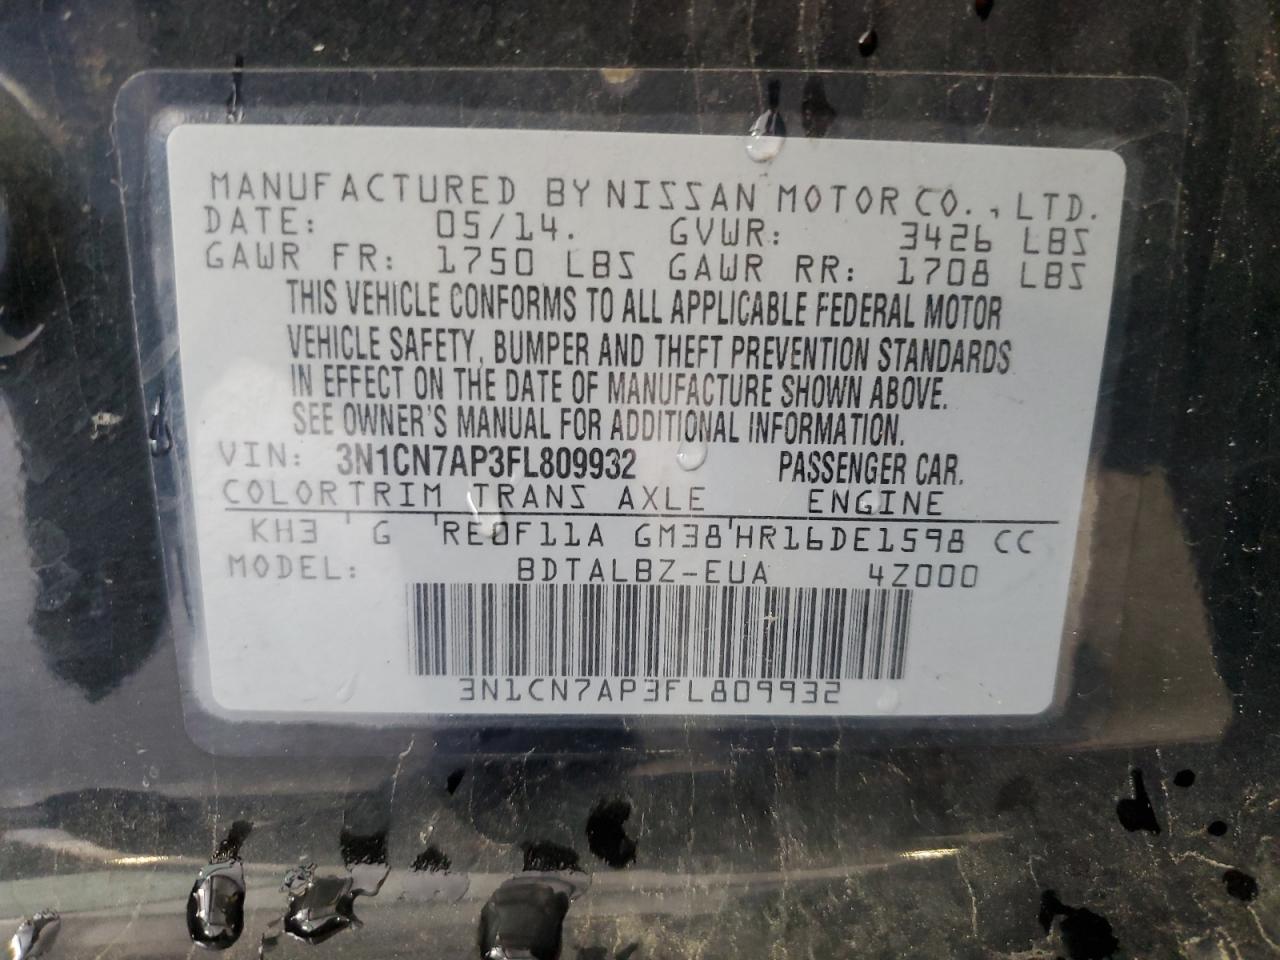 MANUFACTURED BY NISSAN MOTOR CO., LTD.
DATE: 05/14. GVWR: 3426 LBS
GAWR FR: 1750 LBS GAWR RR: 1708 LBS
THIS VEHICLE CONFORMS TO ALL APPLICABLE FEDERAL MOTOR
VEHICLE SAFETY, BUMPER AND THEFT PREVENTION STANDARDS
IN EFFECT ON THE DATE OF MANUFACTURE SHOWN ABOVE.
SEE OWNER'S MANUAL FOR ADDITIONAL INFORMATION.
VIN: 3N1CN7AP3FL809932 PASSENGER CAR.
COLOR TRIM TRANS AXLE ENGINE
KH3 ' G ' RE0F11A GM38 ' HR16DE1598 CC
MODEL: BDTALBZ-EUA 4Z000
3N1CN7AP3FL809932